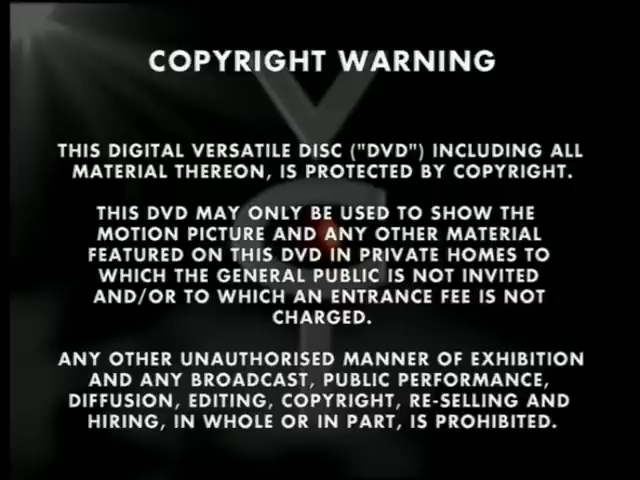 COPYRIGHT WARNING
THIS DIGITAL VERSATILE DISC ("DVD") INCLUDING ALL
MATERIAL THEREON, IS PROTECTED BY COPYRIGHT.
THIS DVD MAY ONLY BE USED TO SHOW THE
MOTION PICTURE AND ANY OTHER MATERIAL
FEATURED ON THIS DVD IN PRIVATE HOMES TO
WHICH THE GENERAL PUBLIC IS NOT INVITED
AND/OR TO WHICH AN ENTRANCE FEE IS NOT
CHARGED.
ANY OTHER UNAUTHORISED MANNER OF EXHIBITION
AND ANY BROADCAST, PUBLIC PERFORMANCE,
DIFFUSION, EDITING, COPYRIGHT, RE-SELLING AND
HIRING, IN WHOLE OR IN PART, IS PROHIBITED.